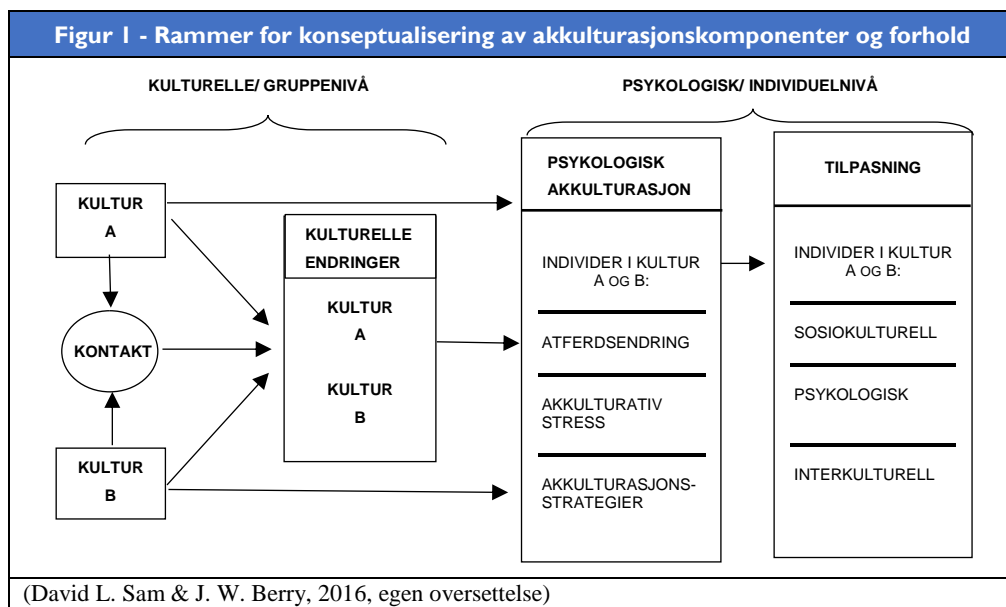 Figur 1 - Rammer for konseptualisering av akkulturasjonskomponenter og forhold
KULTURELLE/ GRUPPENIVÅ
PSYKOLOGISK/ INDIVIDUELNIVÅ
KULTUR
A
KONTAKT
KULTUR
B
KULTURELLE
ENDRINGER
KULTUR
A
KULTUR
B
PSYKOLOGISK
AKKULTURASJON
INDIVIDER I KULTUR
A OG B:
ATFERDSENDRING
AKKULTURATIV
STRESS
AKKULTURASJONS-
STRATEGIER
TILPASNING
INDIVIDER I KULTUR
A OG B:
SOSIOKULTURELL
PSYKOLOGISK
INTERKULTURELL
(David L. Sam & J. W. Berry, 2016, egen oversettelse)